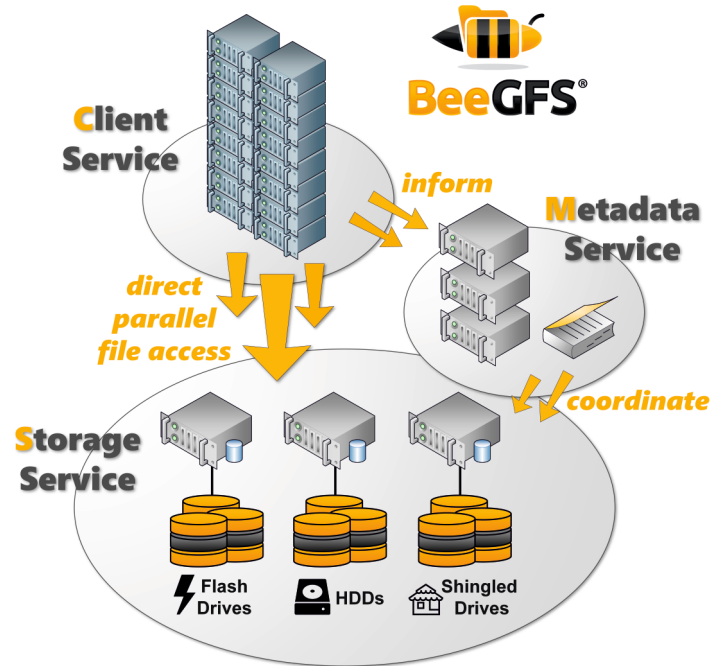 BeeGFS®
Client
Service
inform
Metadata
Service
direct
parallel
file access
coordinate
Storage
Service
Flash
Drives
HDDs
Shingled
Drives